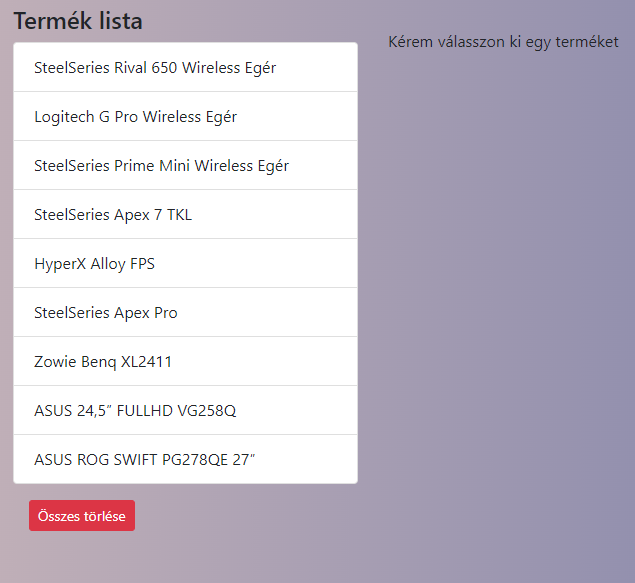 Termék lista
Kérem válasszon ki egy terméket
SteelSeries Rival 650 Wireless Egér
Logitech G Pro Wireless Egér
SteelSeries Prime Mini Wireless Egér
SteelSeries Apex 7 TKL
HyperX Alloy FPS
SteelSeries Apex Pro
Zowie Benq XL2411
ASUS 24,5” FULLHD VG258Q
ASUS ROG SWIFT PG278QE 27”
Összes törlése